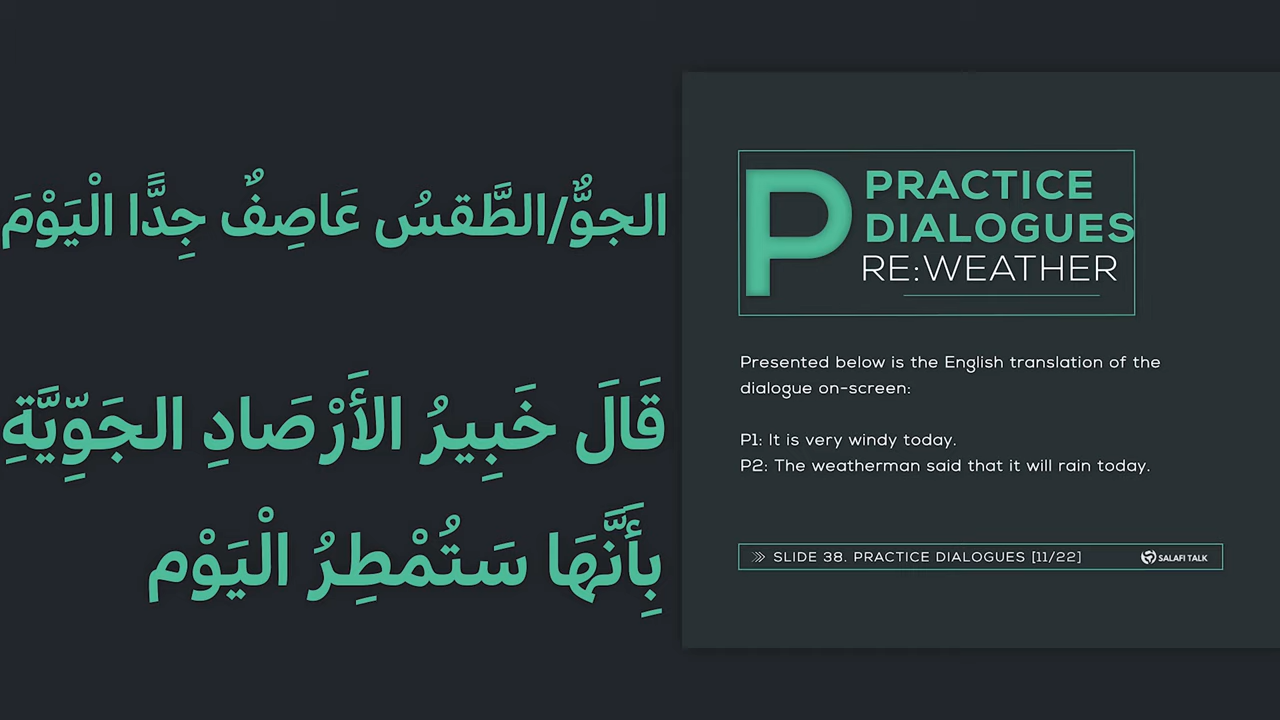 الجوُّ/الطَّقسُ عَاصِفٌ جِدًّا الْيَوْمَ
قَالَ خَبِيرُ الأَرْصَادِ الجَوِّيَّةِ
بِأَنَّهَا سَتُمْطِرُ الْيَوْم
P PRACTICE
DIALOGUES
RE:WEATHER
Presented below is the English translation of the
dialogue on-screen:
P1: It is very windy today.
P2: The weatherman said that it will rain today.
SLIDE 38. PRACTICE DIALOGUES [11/22] SALAFI TALK